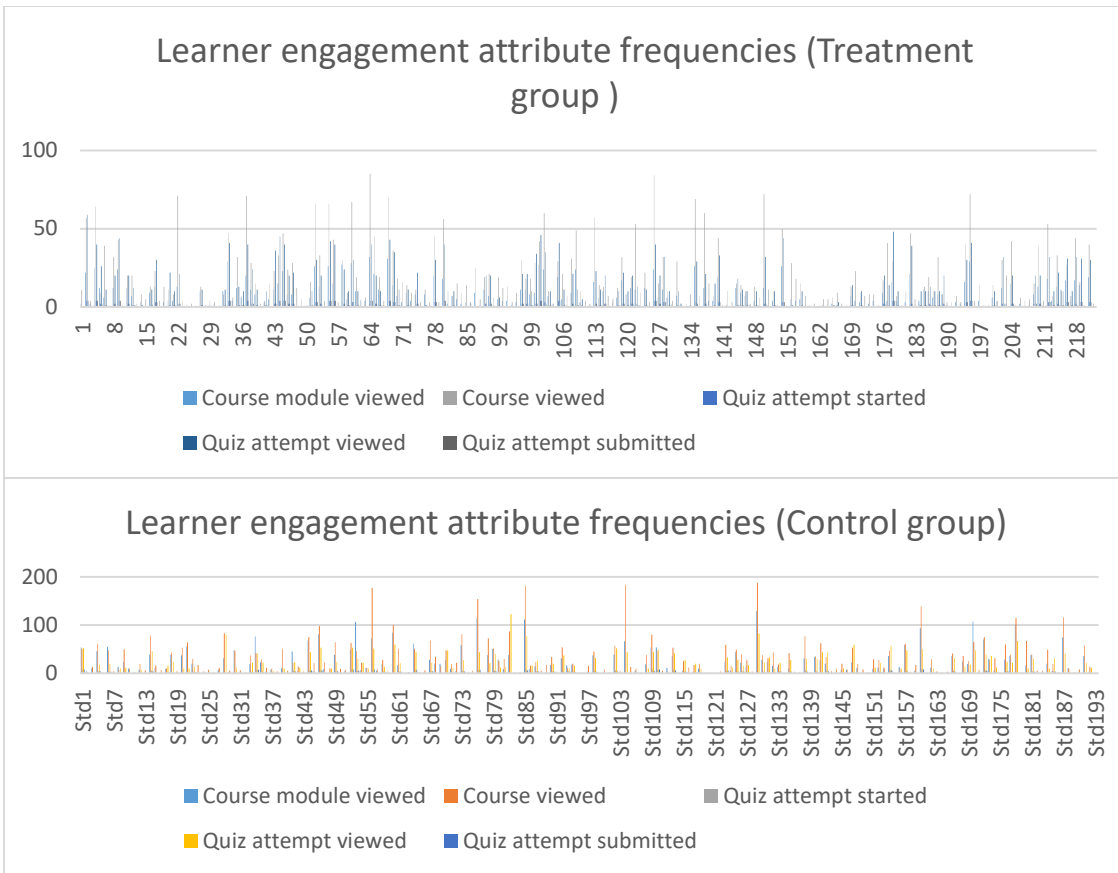 Learner engagement attribute frequencies (Treatment
group )
100
50
0
1 8 15 22 29 36 43 50 57 64 71 78 85 92 99 106 113 120 127 134 141 148 155 162 169 176 183 190 197 204 211 218
Course module viewed Course viewed Quiz attempt started
Quiz attempt viewed Quiz attempt submitted
Learner engagement attribute frequencies (Control group)
200
100
0
Std1 Std7 Std13 Std19 Std25 Std31 Std37 Std43 Std49 Std55 Std61 Std67 Std73 Std79 Std85 Std91 Std97 Std103 Std109 Std115 Std121 Std127 Std133 Std139 Std145 Std151 Std157 Std163 Std169 Std175 Std181 Std187 Std193
Course module viewed Course viewed Quiz attempt started
Quiz attempt viewed Quiz attempt submitted